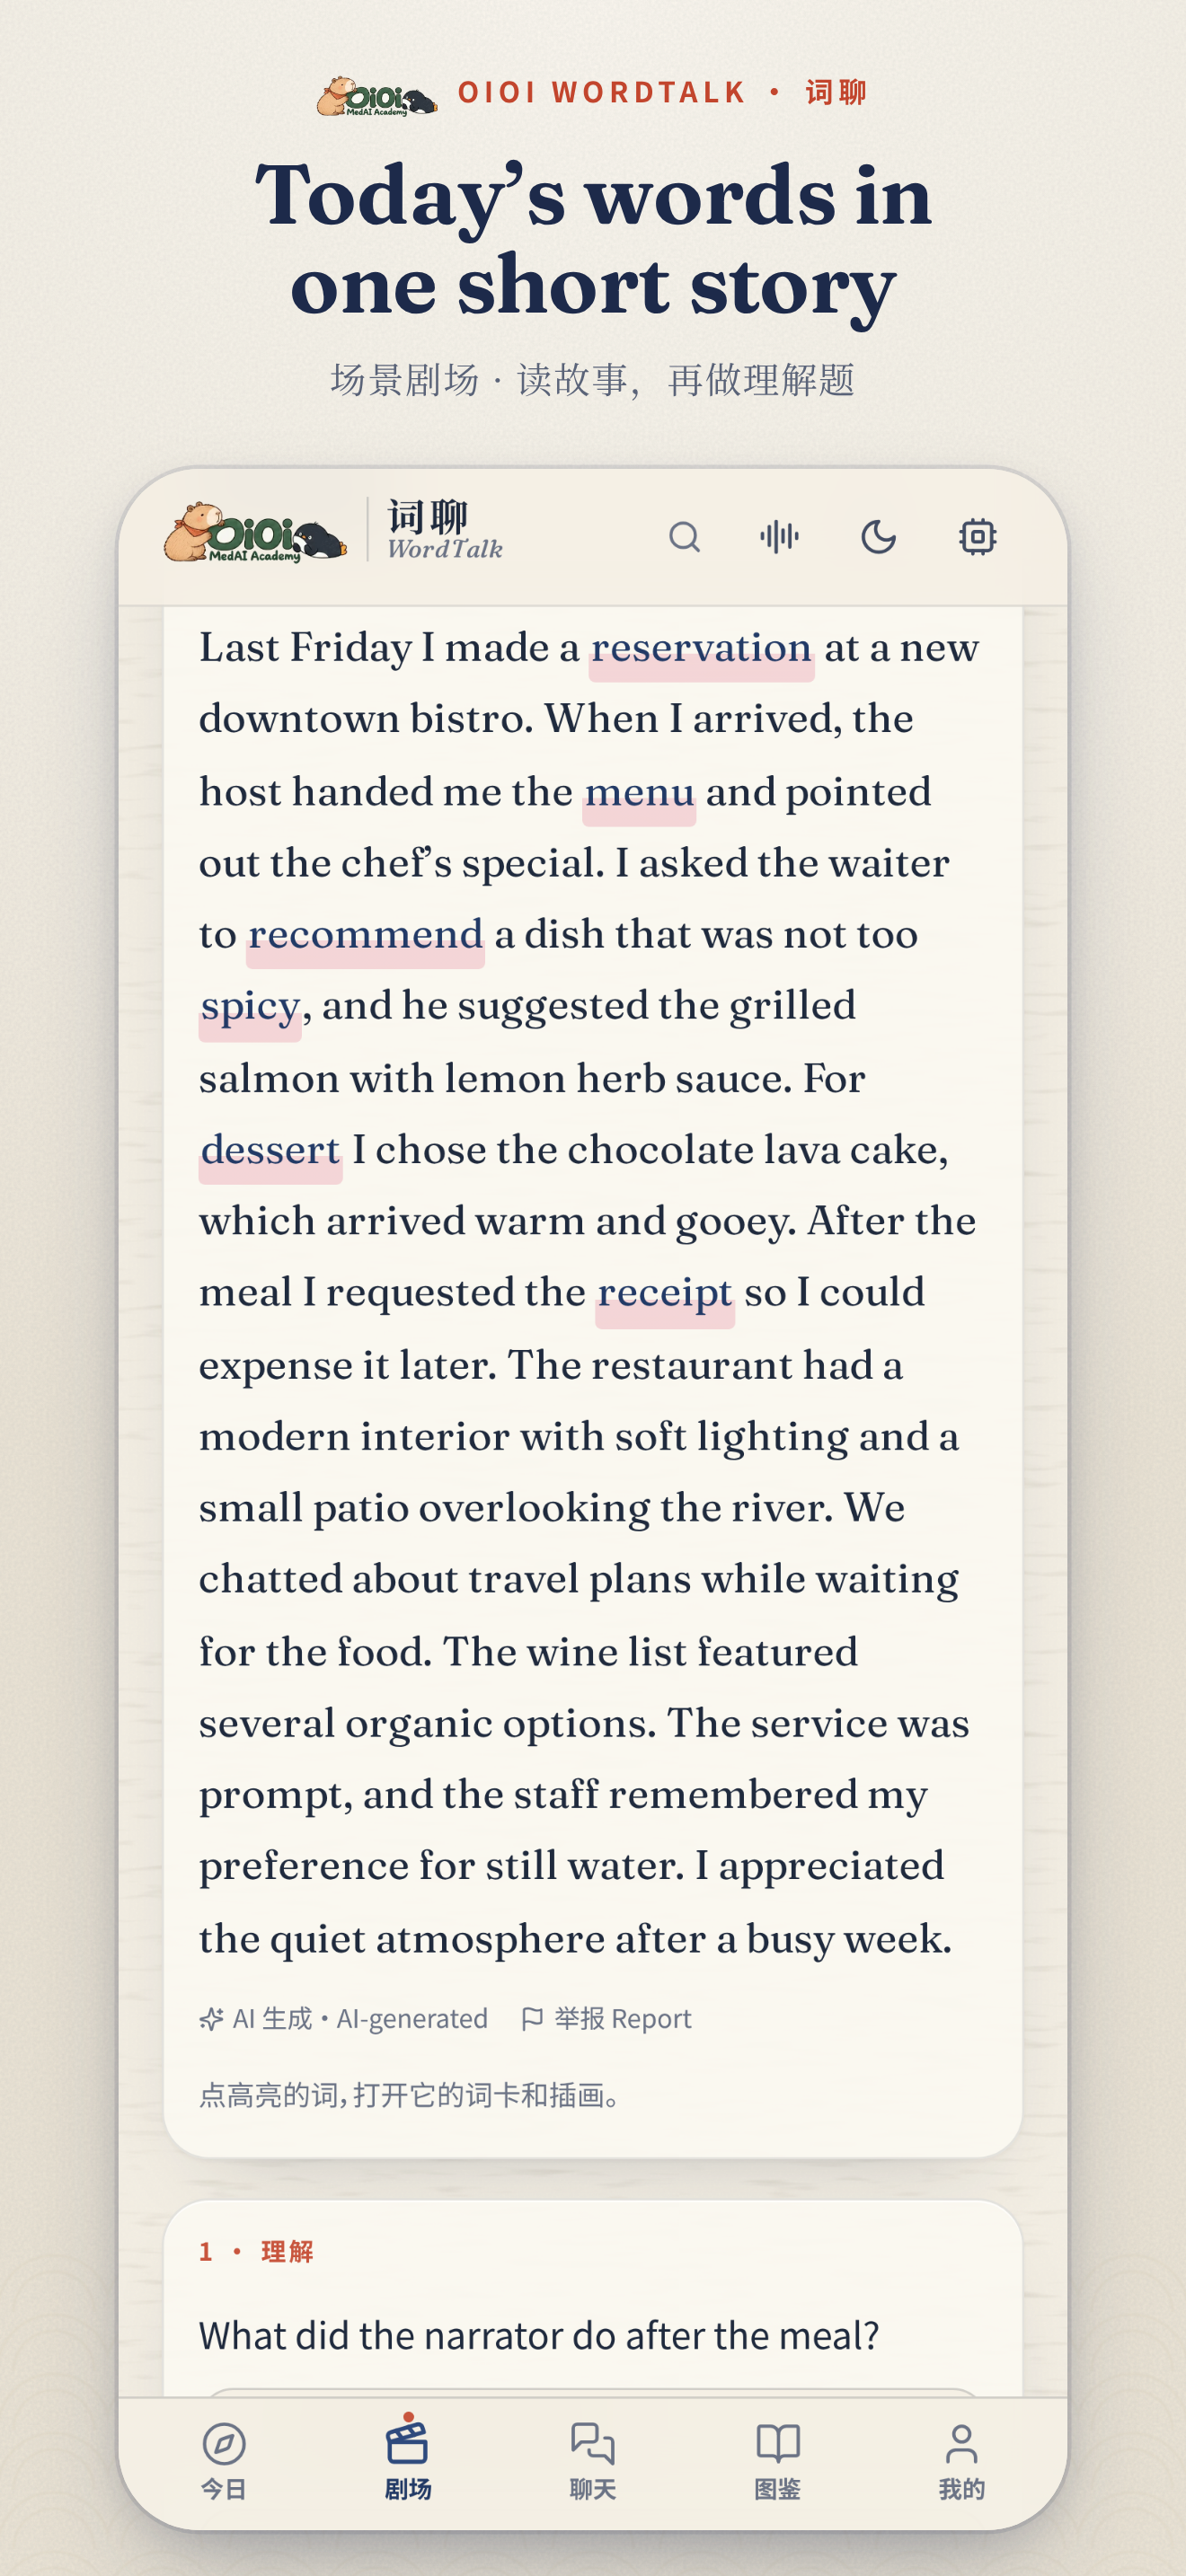 OiOi
MedAI Academy
OIOI WORDTALK • 词聊
Today’s words in
one short story
场景剧场 · 读故事，再做理解题
OiOi
MedAI Academy
词聊
WordTalk
Last Friday I made a reservation at a new
downtown bistro. When I arrived, the
host handed me the menu and pointed
out the chef’s special. I asked the waiter
to recommend a dish that was not too
spicy, and he suggested the grilled
salmon with lemon herb sauce. For
dessert I chose the chocolate lava cake,
which arrived warm and gooey. After the
meal I requested the receipt so I could
expense it later. The restaurant had a
modern interior with soft lighting and a
small patio overlooking the river. We
chatted about travel plans while waiting
for the food. The wine list featured
several organic options. The service was
prompt, and the staff remembered my
preference for still water. I appreciated
the quiet atmosphere after a busy week.
AI 生成 • AI-generated 举报 Report
点高亮的词，打开它的词卡和插画。
1 • 理解
What did the narrator do after the meal?
今日 剧场 聊天 图鉴 我的